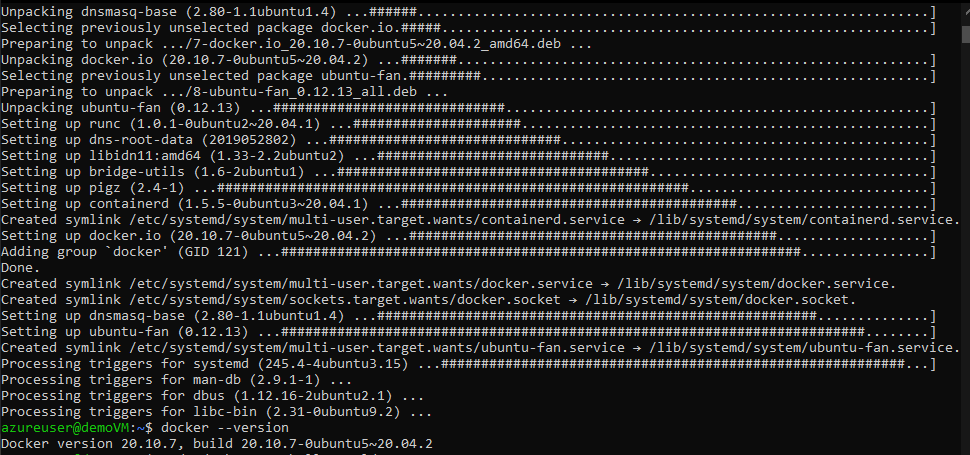 Unpacking dnsmasq-base (2.80-1.1ubuntu1.4) ...######.......................................................................]
Selecting previously unselected package docker.io.#####..................................................................]
Preparing to unpack .../7-docker.io_20.10.7-0ubuntu5~20.04.2_amd64.deb ...
Unpacking docker.io (20.10.7-0ubuntu5~20.04.2) ...#######...........................................................]
Selecting previously unselected package ubuntu-fan.#########........................................................]
Preparing to unpack .../8-ubuntu-fan_0.12.13_all.deb ...
Unpacking ubuntu-fan (0.12.13) ...#############################.....................................................]
Setting up runc (1.0.1-0ubuntu2~20.04.1) ...#####################...................................................]
Setting up dns-root-data (2019052802) ...#############################..............................................]
Setting up libidn11:amd64 (1.33-2.2ubuntu2) ...#############################........................................]
Setting up bridge-utils (1.6-2ubuntu1) ...#######################################...................................]
Setting up pigz (2.4-1) ...###########################################################..............................]
Setting up containerd (1.5.5-0ubuntu3~20.04.1) ...##########################################........................]
Created symlink /etc/systemd/system/multi-user.target.wants/containerd.service → /lib/systemd/system/containerd.service.
Setting up docker.io (20.10.7-0ubuntu5~20.04.2) ...##############################################...................]
Adding group `docker' (GID 121) ...#################################################################................]
Done.
Created symlink /etc/systemd/system/multi-user.target.wants/docker.service → /lib/systemd/system/docker.service.
Created symlink /etc/systemd/system/sockets.target.wants/docker.socket → /lib/systemd/system/docker.socket.
Setting up dnsmasq-base (2.80-1.1ubuntu1.4) ...#######################################################..............]
Setting up ubuntu-fan (0.12.13) ...#########################################################################........]
Created symlink /etc/systemd/system/multi-user.target.wants/ubuntu-fan.service → /lib/systemd/system/ubuntu-fan.service.
Processing triggers for systemd (245.4-4ubuntu3.15) ...##########################################################...]
Processing triggers for man-db (2.9.1-1) ...
Processing triggers for dbus (1.12.16-2ubuntu2.1) ...
Processing triggers for libc-bin (2.31-0ubuntu9.2) ...
azureuser@demoVM:~$ docker --version
Docker version 20.10.7, build 20.10.7-0ubuntu5~20.04.2